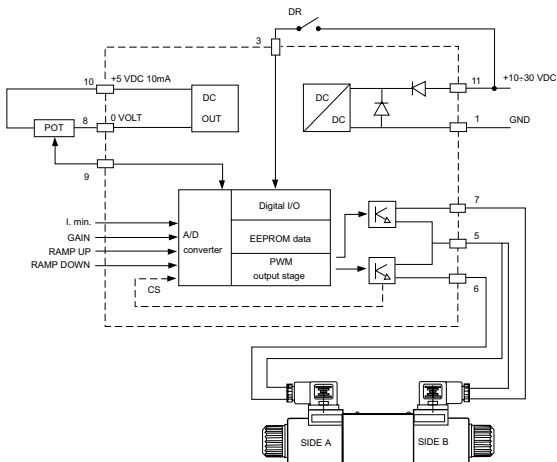 DR
3
10
+5 VDC 10mA
11
+10÷30 VDC
DC
OUT
DC
DC
POT
8
0 VOLT
1
GND
9
7
Digital I/O
I. min.
A/D
converter
GAIN
EEPROM data
5
RAMP UP
PWM
output stage
RAMP DOWN
CS
6
SIDE A
SIDE B